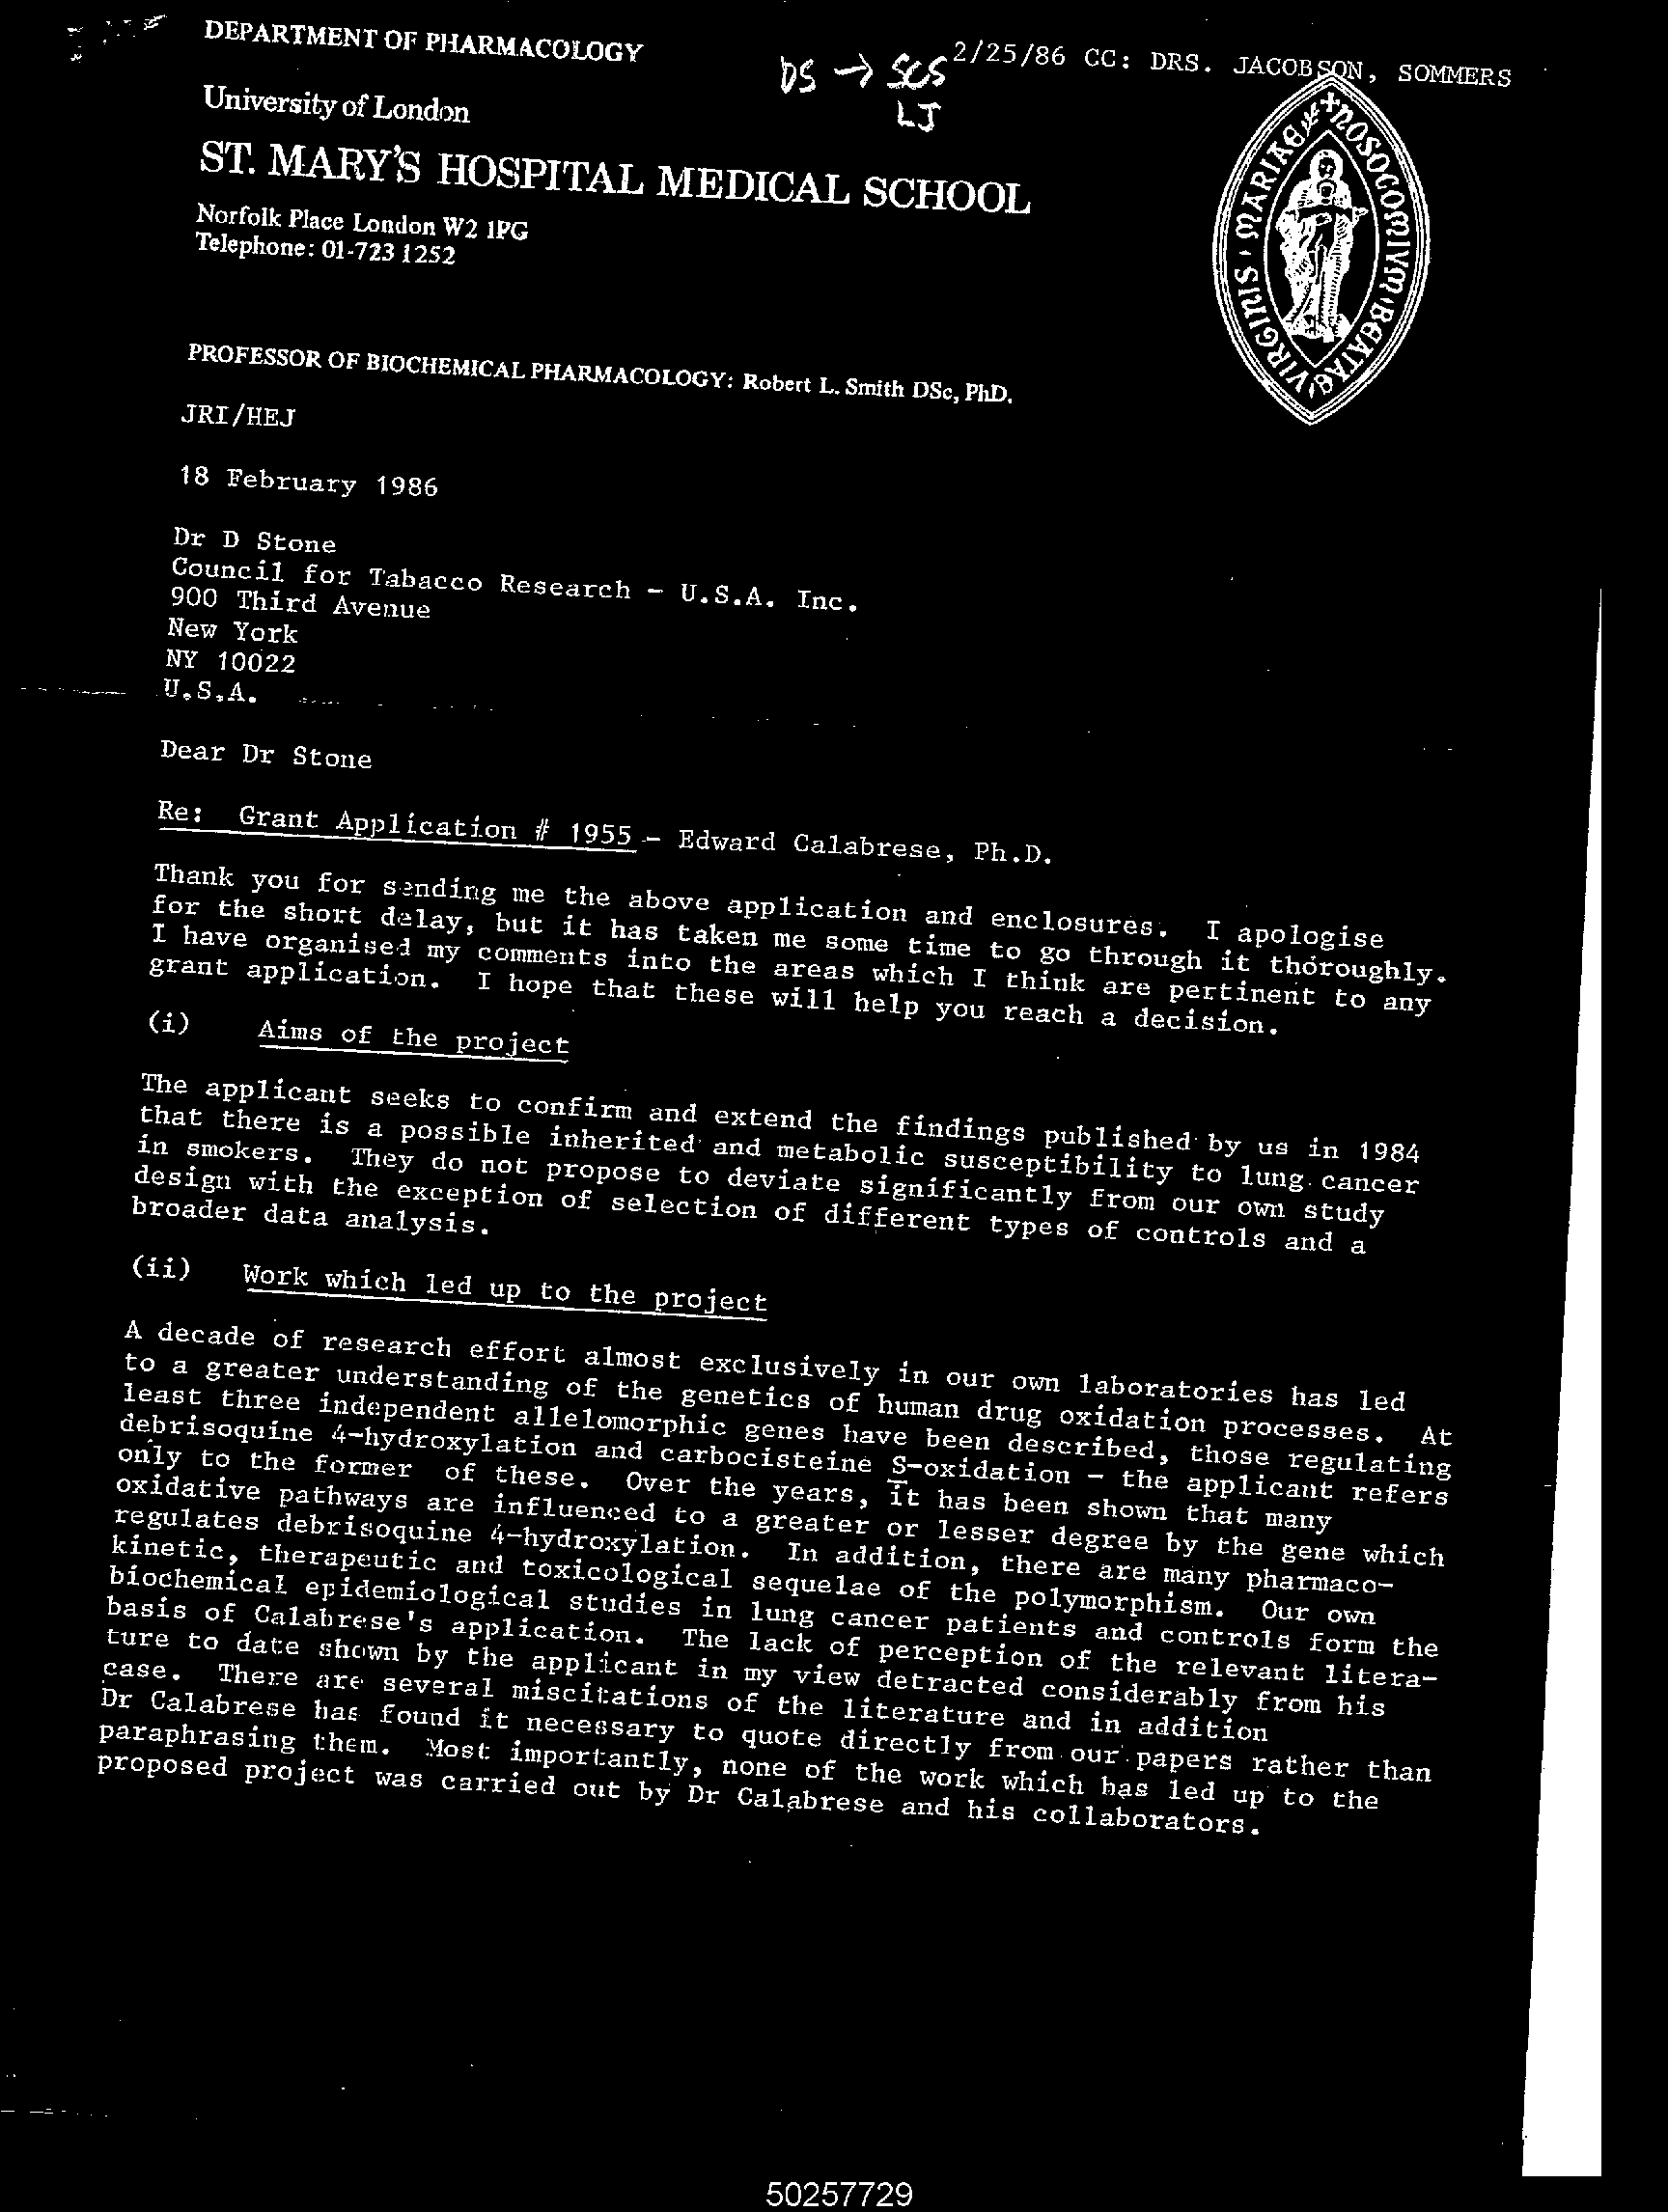 DEPARTMENT OF PHARMACOLOGY
DS → SCS
LJ
2/25/86 CC: DRS. JACOBSON, SOMMERS
University of London
ST. MARY'S HOSPITAL MEDICAL SCHOOL
Norfolk Place London W2 1PG
Telephone: 01-723 1252
VIRGINIS · MARIAE ✠ NOSOCOMIVM · BEATAE
PROFESSOR OF BIOCHEMICAL PHARMACOLOGY: Robert L. Smith DSc, PhD.
JRI/HEJ
18 February 1986
Dr D Stone
Council for Tabacco Research - U.S.A. Inc.
900 Third Avenue
New York
NY 10022
U.S.A.
Dear Dr Stone
Re: Grant Application # 1955 - Edward Calabrese, Ph.D.
Thank you for sending me the above application and enclosures. I apologise
for the short delay, but it has taken me some time to go through it thoroughly.
I have organised my comments into the areas which I think are pertinent to any
grant application. I hope that these will help you reach a decision.
(i) Aims of the project
The applicant seeks to confirm and extend the findings published by us in 1984
that there is a possible inherited and metabolic susceptibility to lung cancer
in smokers. They do not propose to deviate significantly from our own study
design with the exception of selection of different types of controls and a
broader data analysis.
(ii) Work which led up to the project
A decade of research effort almost exclusively in our own laboratories has led
to a greater understanding of the genetics of human drug oxidation processes. At
least three independent allelomorphic genes have been described, those regulating
debrisoquine 4-hydroxylation and carbocisteine S-oxidation - the applicant refers
only to the former of these. Over the years, it has been shown that many
oxidative pathways are influenced to a greater or lesser degree by the gene which
regulates debrisoquine 4-hydroxylation. In addition, there are many pharmaco-
kinetic, therapeutic and toxicological sequelae of the polymorphism. Our own
biochemical epidemiological studies in lung cancer patients and controls form the
basis of Calabrese's application. The lack of perception of the relevant litera-
ture to date shown by the applicant in my view detracted considerably from his
case. There are several miscitations of the literature and in addition
Dr Calabrese has found it necessary to quote directly from our papers rather than
paraphrasing them. Most importantly, none of the work which has led up to the
proposed project was carried out by Dr Calabrese and his collaborators.
50257729